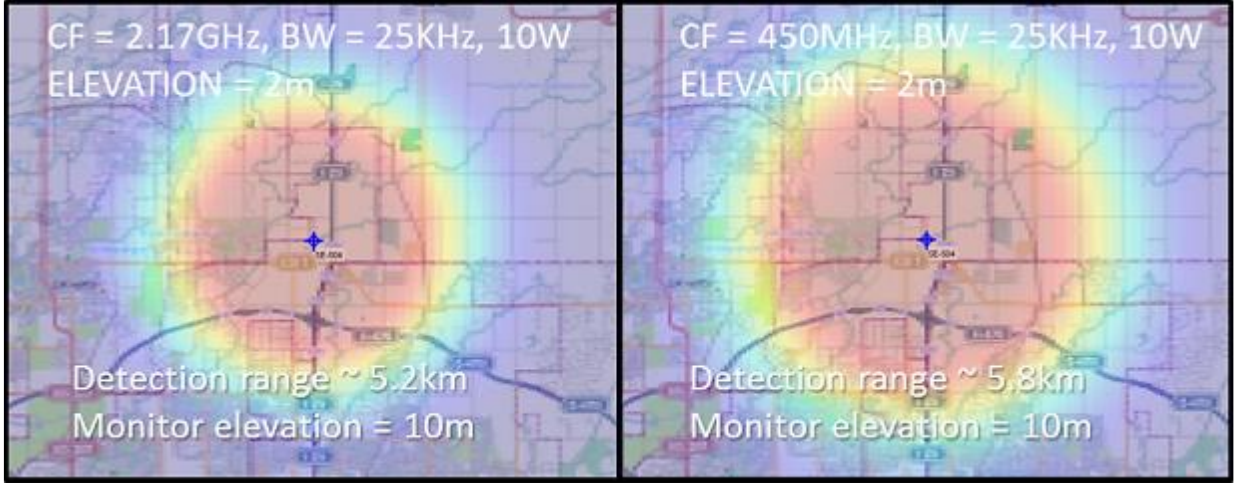 CF = 2.17GHz, BW = 25KHz, 10W
ELEVATION = 2m
Detection range ~ 5.2km
Monitor elevation = 10m
CF = 450MHz, BW = 25KHz, 10W
ELEVATION = 2m
Detection range ~ 5.8km
Monitor elevation = 10m